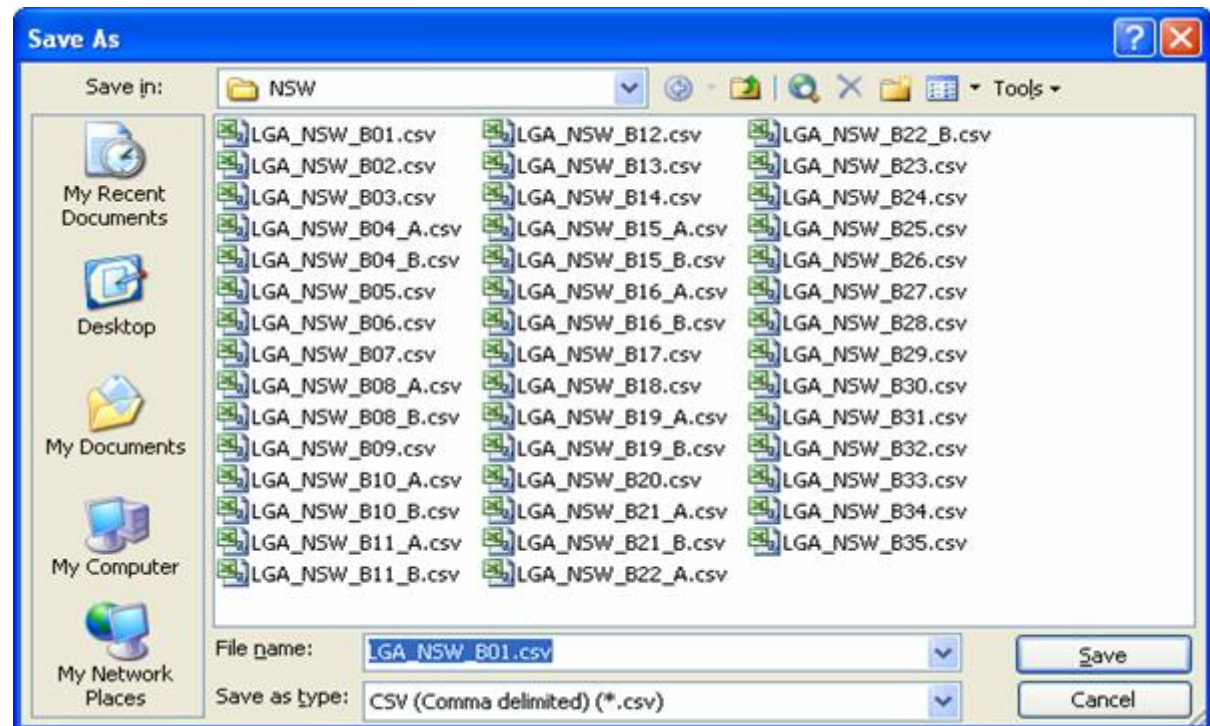 Save As
Save in:
NSW
Tools
My Recent
Documents
Desktop
My Documents
My Computer
My Network
Places
LGA_NSW_B01.csv
LGA_NSW_B02.csv
LGA_NSW_B03.csv
LGA_NSW_B04_A.csv
LGA_NSW_B04_B.csv
LGA_NSW_B05.csv
LGA_NSW_B06.csv
LGA_NSW_B07.csv
LGA_NSW_B08_A.csv
LGA_NSW_B08_B.csv
LGA_NSW_B09.csv
LGA_NSW_B10_A.csv
LGA_NSW_B10_B.csv
LGA_NSW_B11_A.csv
LGA_NSW_B11_B.csv
LGA_NSW_B12.csv
LGA_NSW_B13.csv
LGA_NSW_B14.csv
LGA_NSW_B15_A.csv
LGA_NSW_B15_B.csv
LGA_NSW_B16_A.csv
LGA_NSW_B16_B.csv
LGA_NSW_B17.csv
LGA_NSW_B18.csv
LGA_NSW_B19_A.csv
LGA_NSW_B19_B.csv
LGA_NSW_B20.csv
LGA_NSW_B21_A.csv
LGA_NSW_B21_B.csv
LGA_NSW_B22_A.csv
LGA_NSW_B22_B.csv
LGA_NSW_B23.csv
LGA_NSW_B24.csv
LGA_NSW_B25.csv
LGA_NSW_B26.csv
LGA_NSW_B27.csv
LGA_NSW_B28.csv
LGA_NSW_B29.csv
LGA_NSW_B30.csv
LGA_NSW_B31.csv
LGA_NSW_B32.csv
LGA_NSW_B33.csv
LGA_NSW_B34.csv
LGA_NSW_B35.csv
File name:
LGA_NSW_B01.csv
Save
Save as type:
CSV (Comma delimited) (*.csv)
Cancel